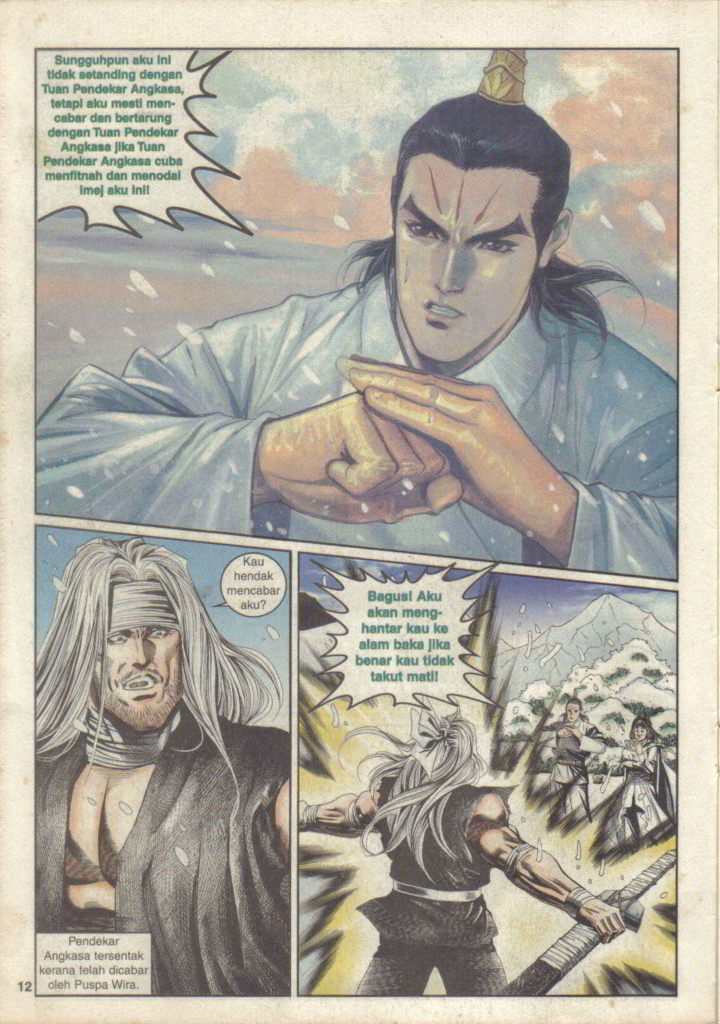 Sungguhpun aku ini
tidak setanding dengan
Tuan Pendekar Angkasa,
tetapi aku mesti men-
cabar dan bertarung
dengan Tuan Pendekar
Angkasa jika Tuan
Pendekar Angkasa cuba
menfitnah dan menodai
imej aku ini!
Kau
hendak
mencabar
aku?
Pendekar
Angkasa tersentak
kerana telah dicabar
oleh Puspa Wira.
Bagus! Aku
akan meng-
hantar kau ke
alam baka jika
benar kau tidak
takut mati!
12